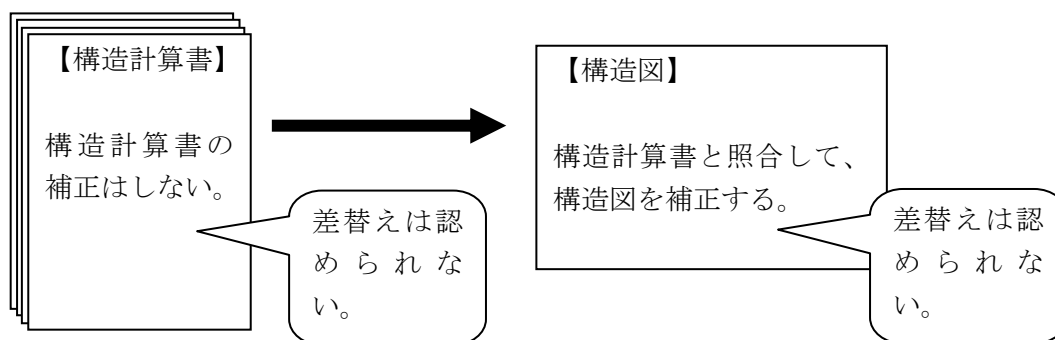 【構造計算書】
構造計算書の
補正はしない。
差替えは認
められな
い。
【構造図】
構造計算書と照合して、
構造図を補正する。
差替えは認
められな
い。